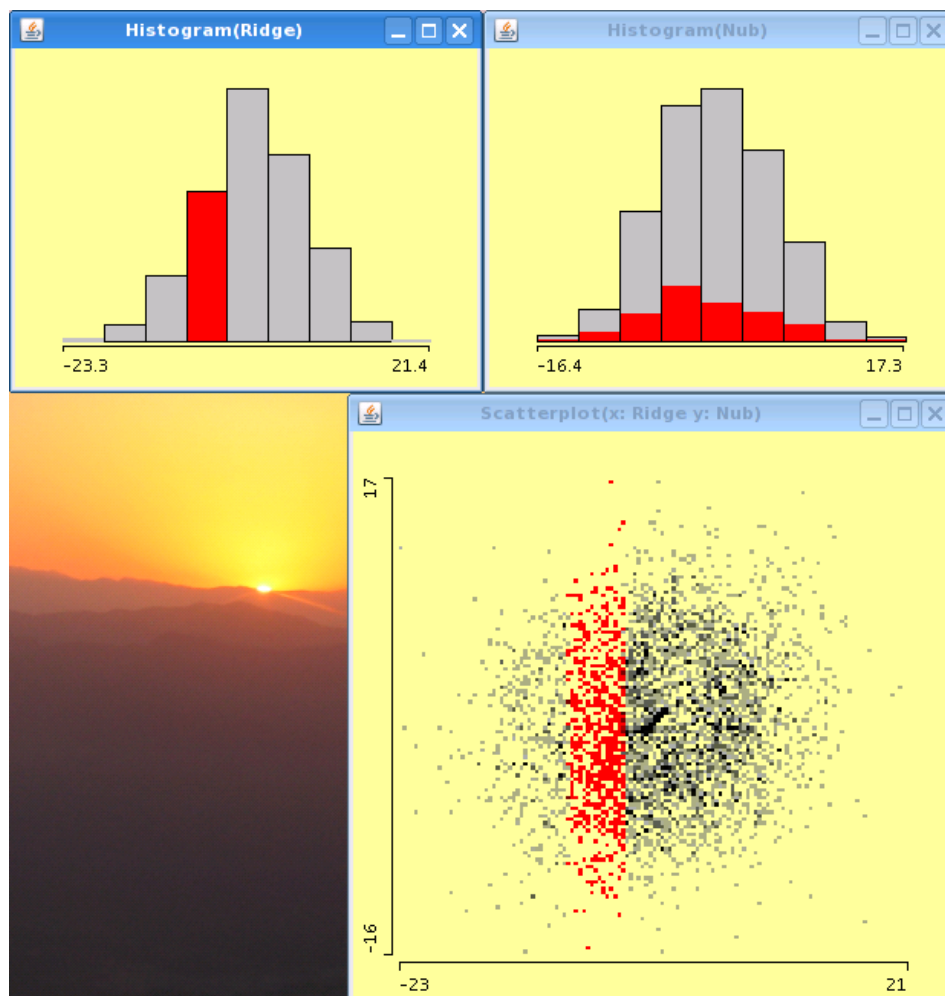 Histogram(Ridge)
Histogram(Nub)
-23.3
21.4
-16.4
17.3
Scatterplot(x: Ridge y: Nub)
17
-16
-23
21